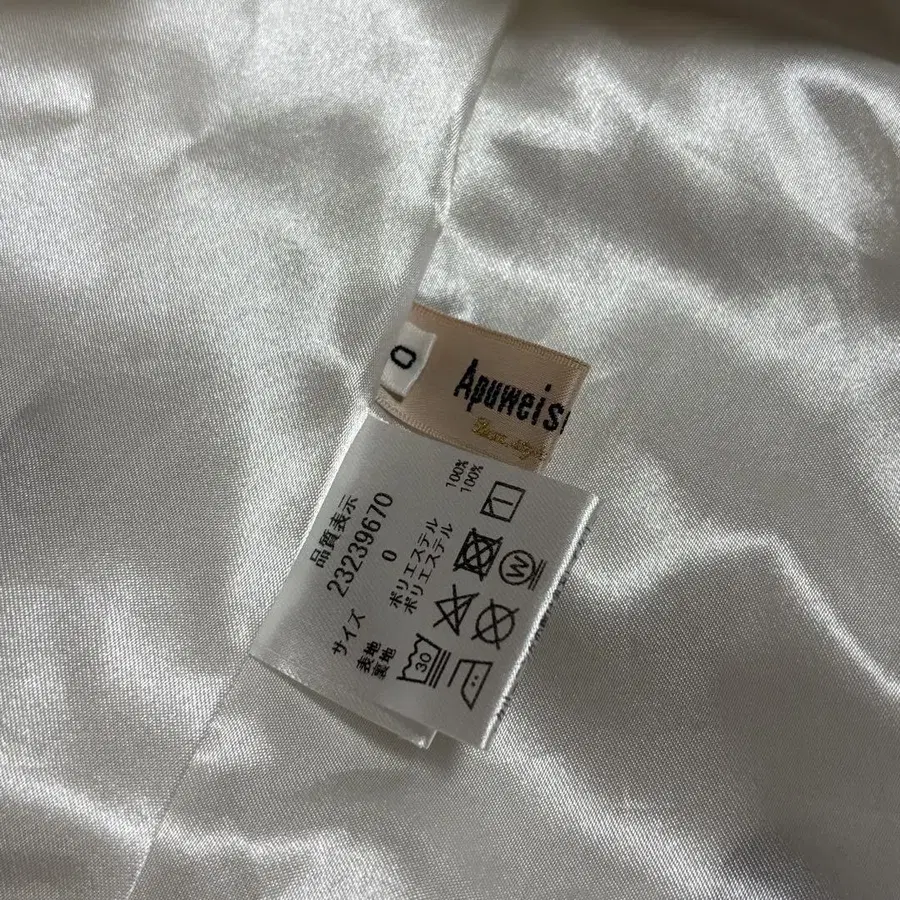 0
Apuweis
品質表示
23239670
サイズ 0
表地 ポリエステル 100%
裏地 ポリエステル 100%
30
W